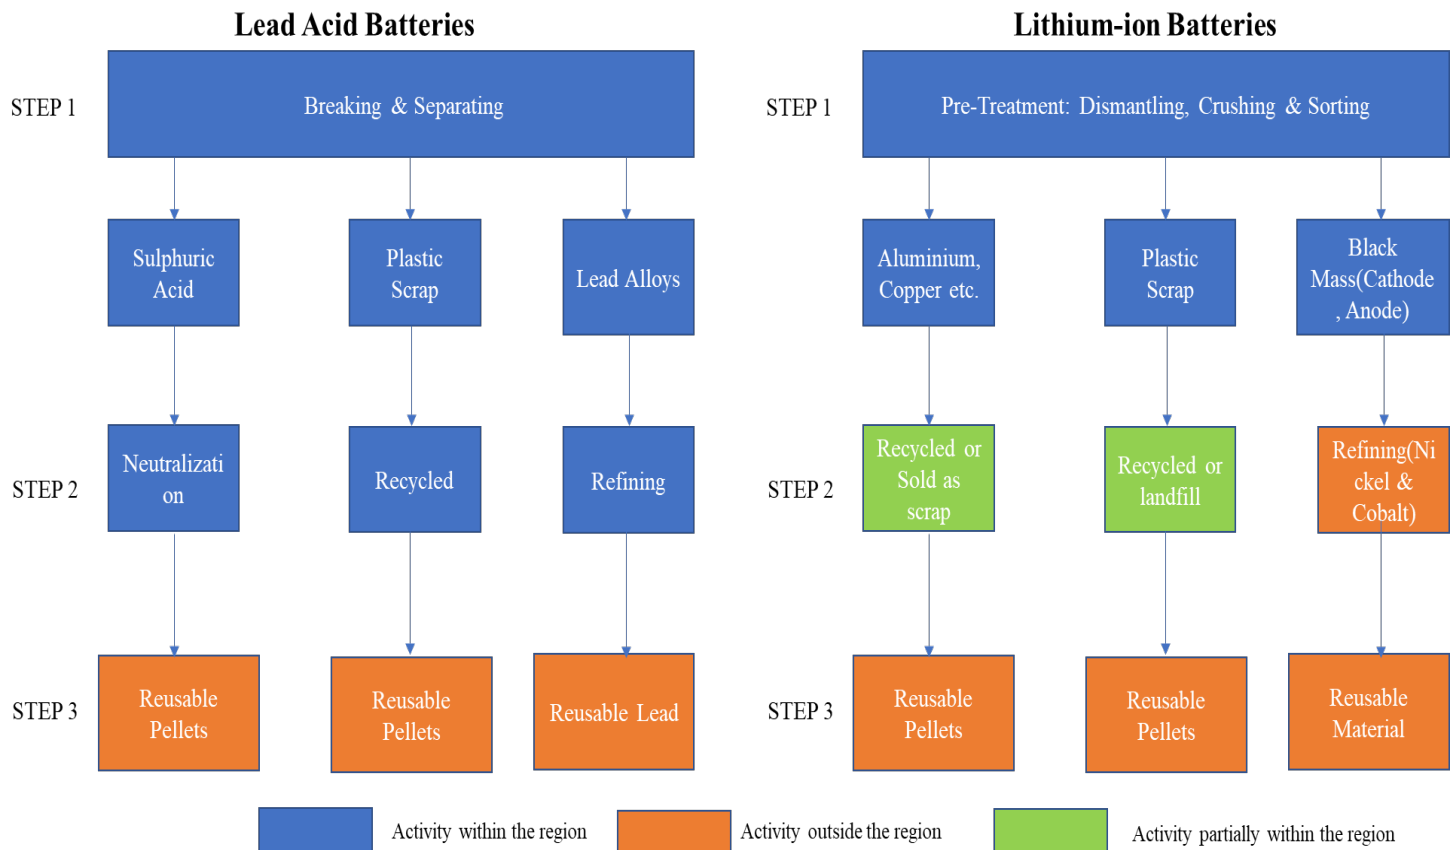 Lead Acid Batteries
STEP 1
Breaking & Separating
Sulphuric
Acid
Plastic
Scrap
Lead Alloys
STEP 2
Neutralizati
on
Recycled
Refining
STEP 3
Reusable
Pellets
Reusable
Pellets
Reusable Lead
Lithium-ion Batteries
STEP 1
Pre-Treatment: Dismantling, Crushing & Sorting
Aluminium,
Copper etc.
Plastic
Scrap
Black
Mass(Cathode
, Anode)
STEP 2
Recycled or
Sold as
scrap
Recycled or
landfill
Refining(Ni
ckel &
Cobalt)
STEP 3
Reusable
Pellets
Reusable
Pellets
Reusable
Material
Activity within the region
Activity outside the region
Activity partially within the region